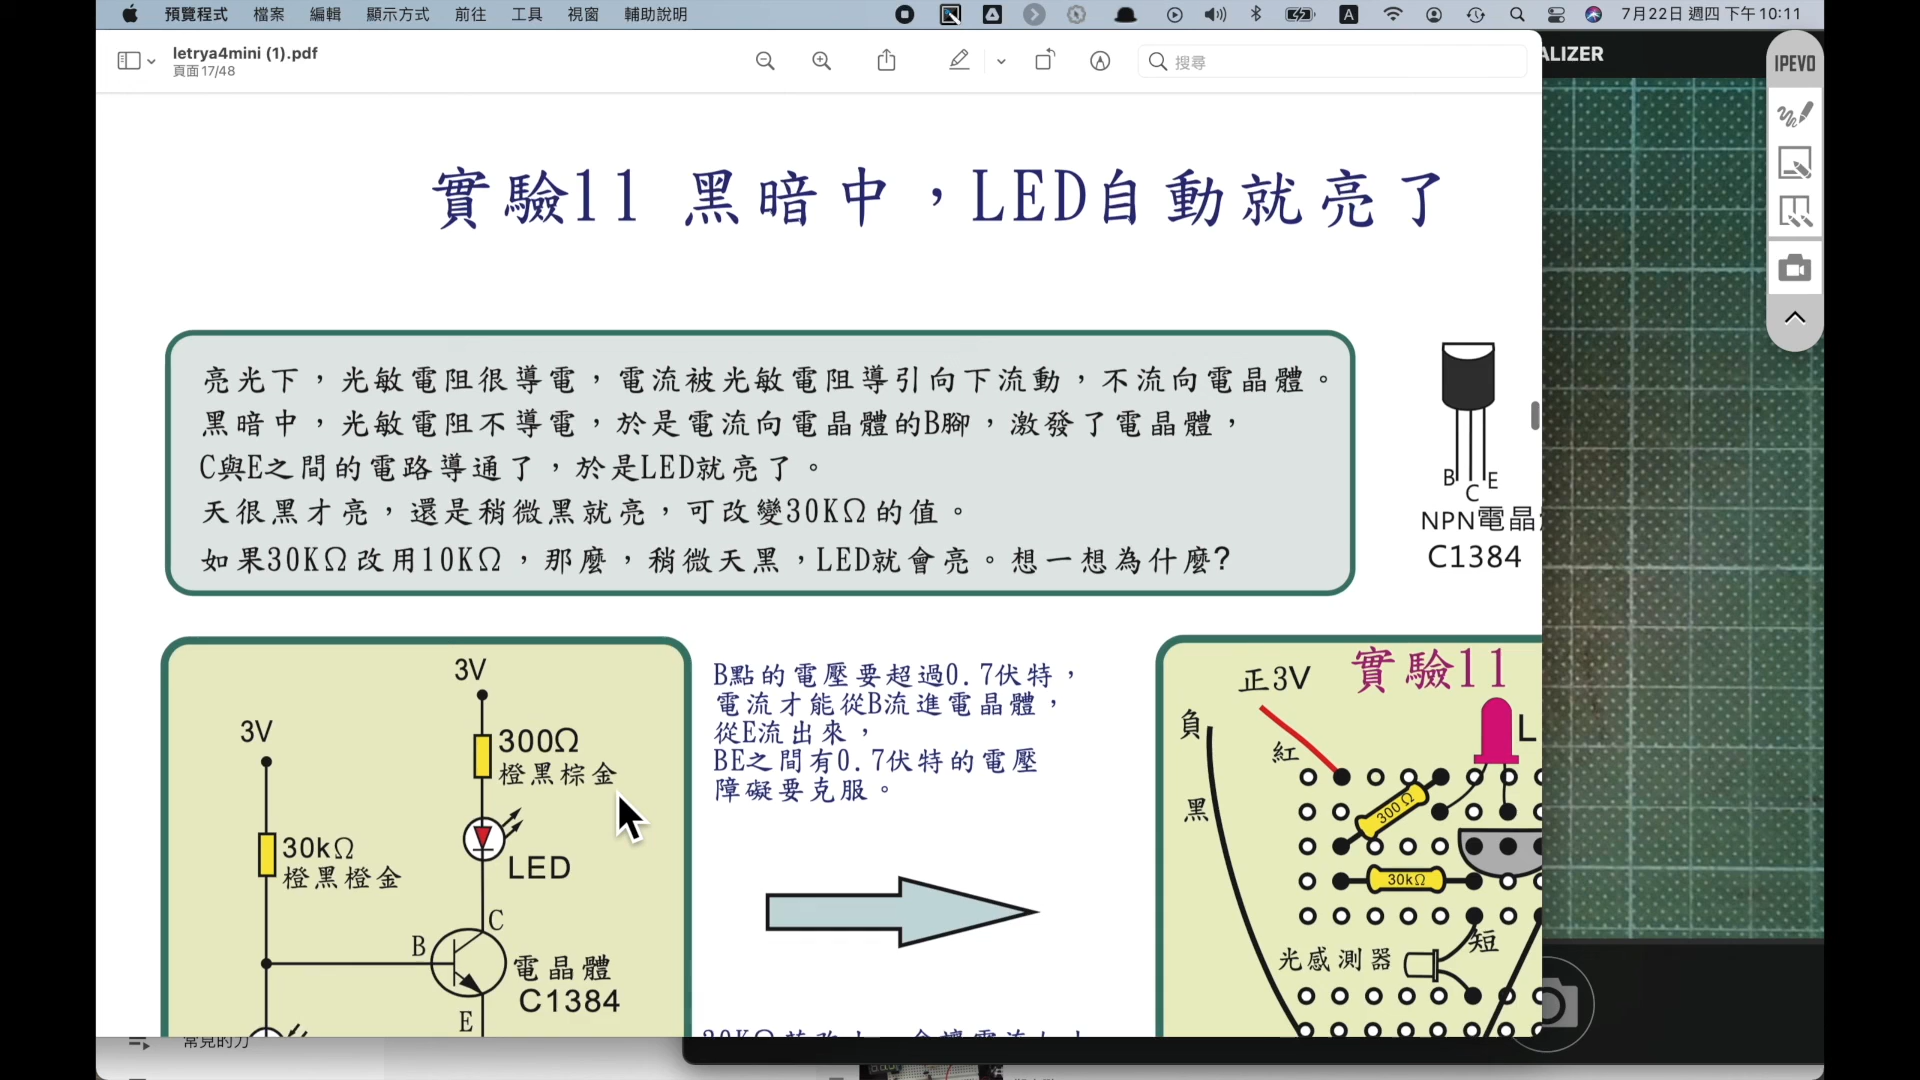 預覽程式 檔案 編輯 顯示方式 前往 工具 視窗 輔助說明
A
7月22日 週四 下午10:11
letrya4mini (1).pdf
頁面 17/48
搜尋
ALIZER
IPEVO
實驗11 黑暗中，LED自動就亮了
亮光下，光敏電阻很導電，電流被光敏電阻導引向下流動，不流向電晶體。
黑暗中，光敏電阻不導電，於是電流向電晶體的B腳，激發了電晶體，
C與E之間的電路導通了，於是LED就亮了。
天很黑才亮，還是稍微黑就亮，可改變30KΩ的值。
如果30KΩ改用10KΩ，那麼，稍微天黑，LED就會亮。想一想為什麼?
B C E
NPN電晶
C1384
3V
3V
300Ω
橙黑棕金
30kΩ
橙黑橙金
LED
C
B
電晶體
C1384
E
B點的電壓要超過0.7伏特，
電流才能從B流進電晶體，
從E流出來，
BE之間有0.7伏特的電壓
障礙要克服。
正3V
實驗11
負
紅
L
黑
300Ω
30kΩ
短
光感測器
常見的力